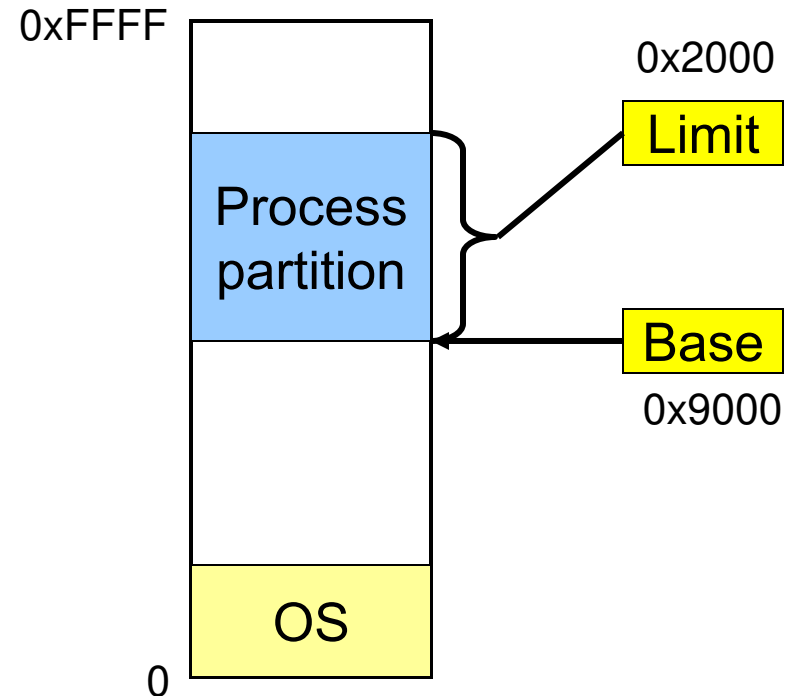 0xFFFF
0x2000
Limit
Process
partition
Base
0x9000
OS
0